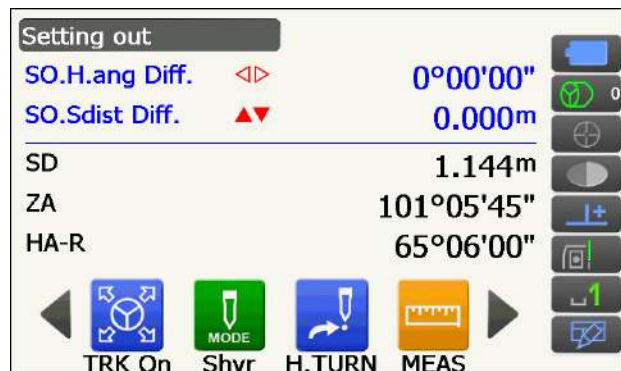 Setting out
SO.H.ang Diff. 0°00'00"
SO.Sdist Diff. 0.000m
0
SD 1.144m
ZA 101°05'45"
HA-R 65°06'00"
1
MODE
TRK On Shvr H.TURN MEAS